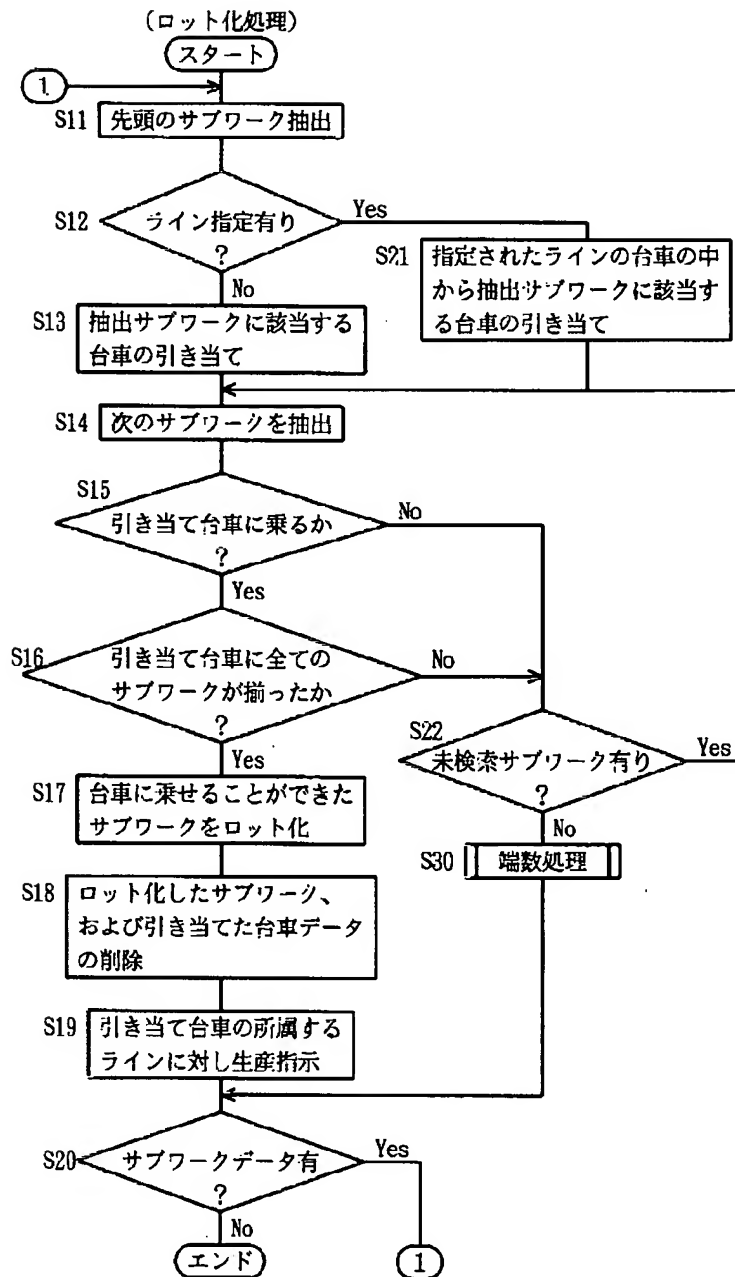 (ロット化処理)
スタート
1
S11 先頭のサブワーク抽出
S12 ライン指定有り
?
Yes
No
S21 指定されたラインの台車の中
から抽出サブワークに該当す
る台車の引き当て
S13 抽出サブワークに該当する
台車の引き当て
S14 次のサブワークを抽出
S15
引き当て台車に乗るか
?
No
Yes
S16 引き当て台車に全ての
サブワークが揃ったか
?
No
Yes
S22
未検索サブワーク有り
?
Yes
No
S17 台車に乗せることができた
サブワークをロット化
S30 端数処理
S18 ロット化したサブワーク、
および引き当てた台車データ
の削除
S19 引き当て台車の所属する
ラインに対し生産指示
S20 サブワークデータ有
?
Yes
No
エンド
1